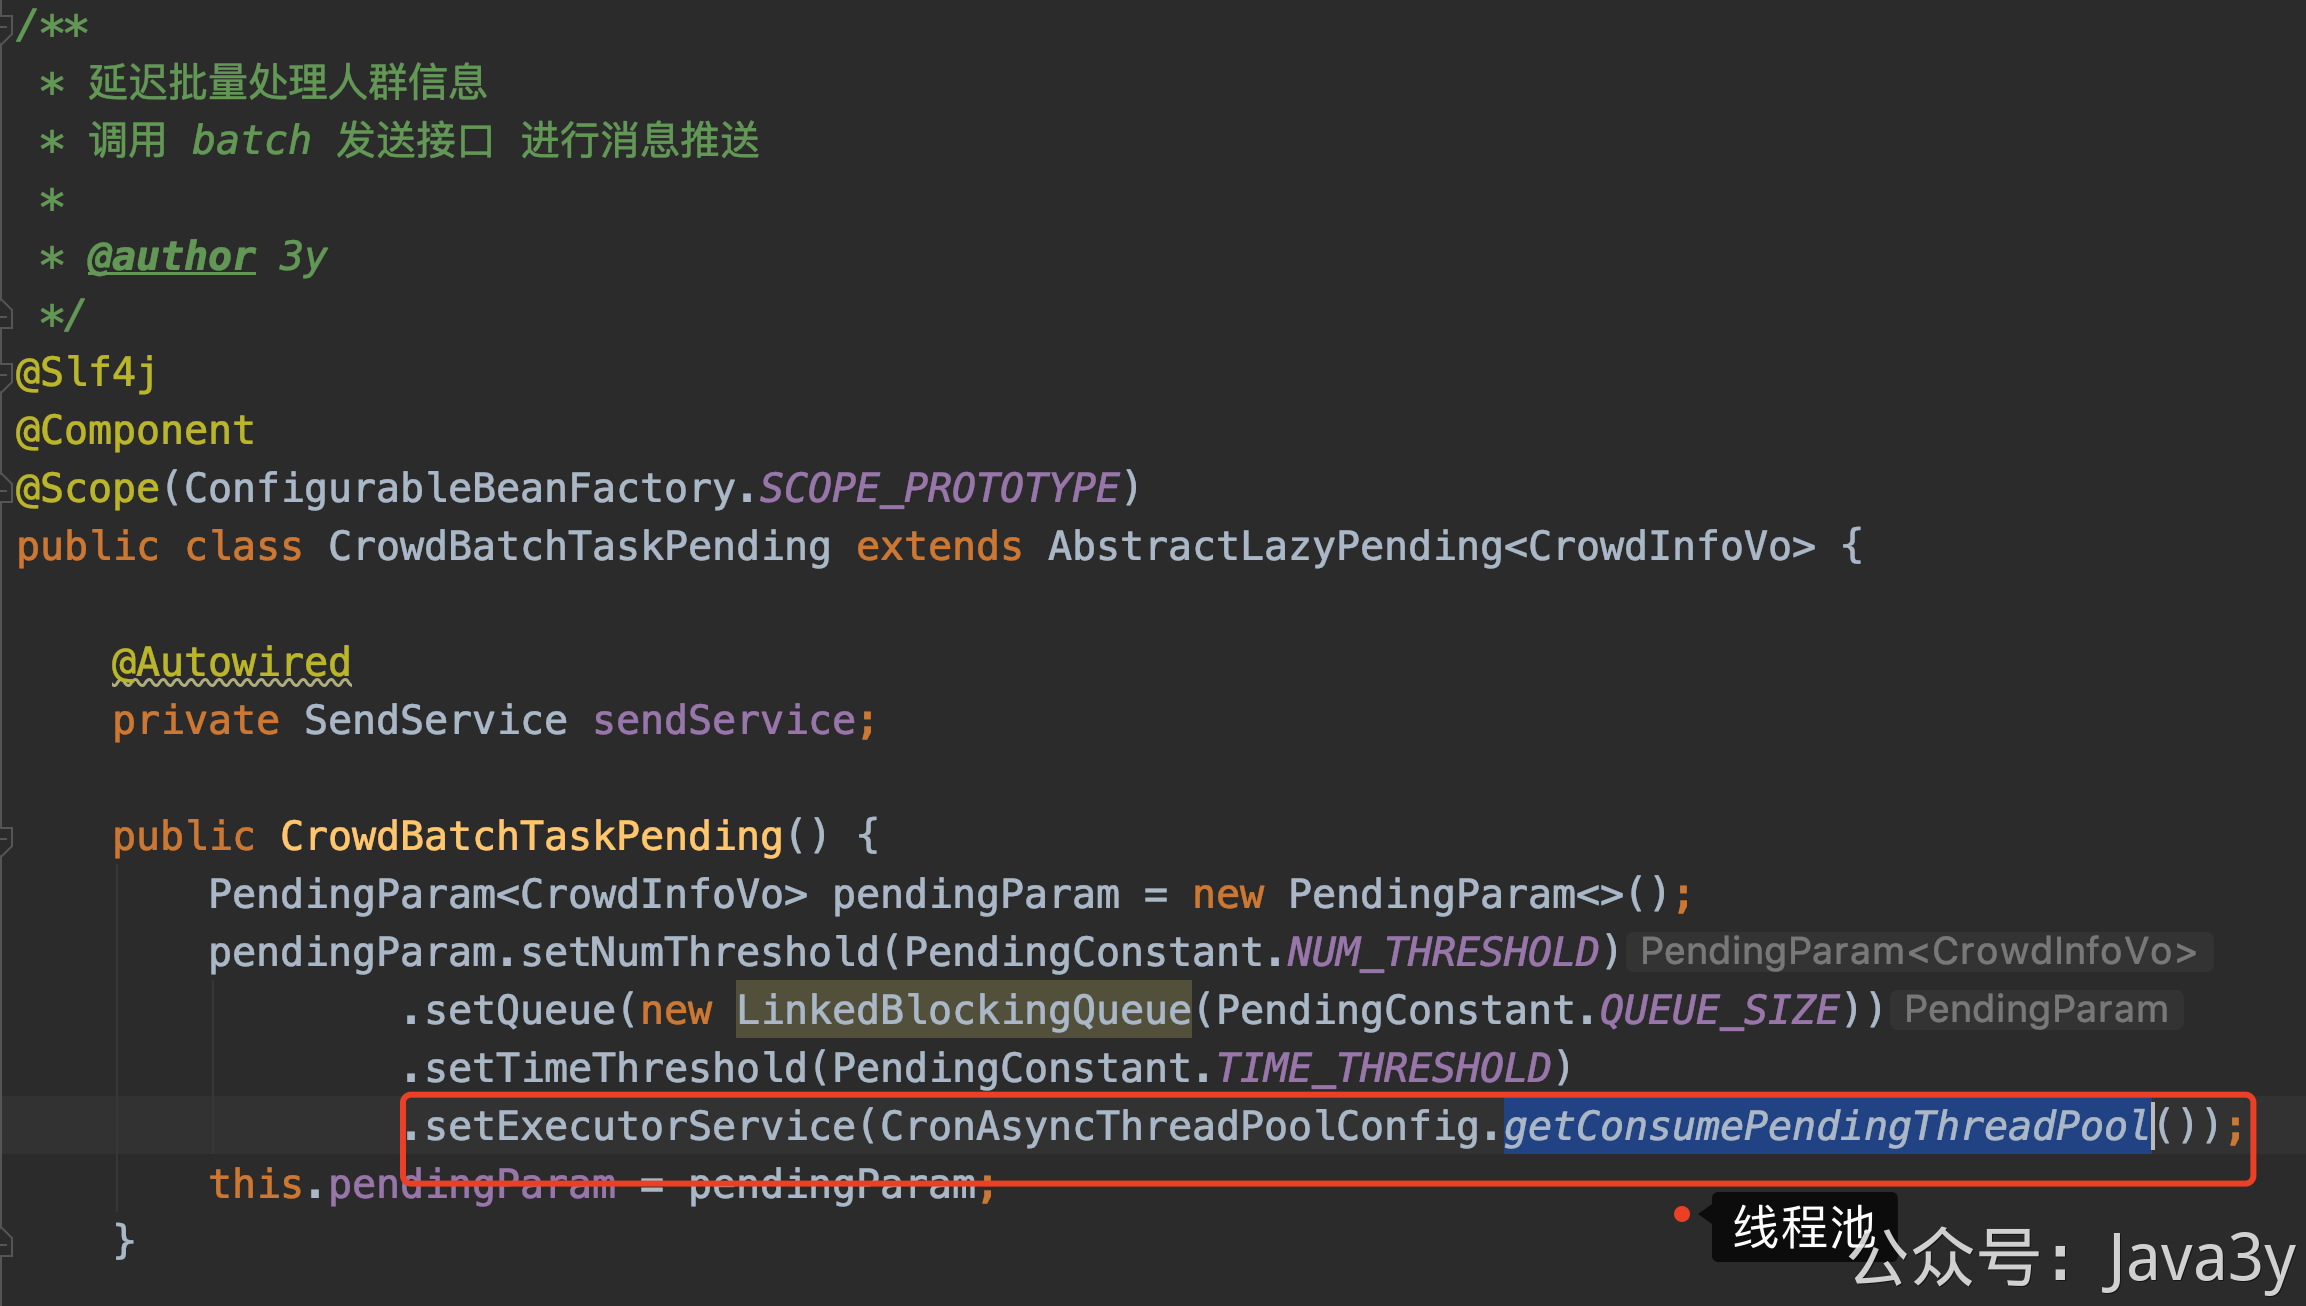 /**
 * 延迟批量处理人群信息
 * 调用 batch 发送接口 进行消息推送
 *
 * @author 3y
 */
@Slf4j
@Component
@Scope(ConfigurableBeanFactory.SCOPE_PROTOTYPE)
public class CrowdBatchTaskPending extends AbstractLazyPending<CrowdInfoVo> {
    @Autowired
    private SendService sendService;
    public CrowdBatchTaskPending() {
        PendingParam<CrowdInfoVo> pendingParam = new PendingParam<>();
        pendingParam.setNumThreshold(PendingConstant.NUM_THRESHOLD) PendingParam<CrowdInfoVo>
                .setQueue(new LinkedBlockingQueue(PendingConstant.QUEUE_SIZE)) PendingParam
                .setTimeThreshold(PendingConstant.TIME_THRESHOLD)
                .setExecutorService(CronAsyncThreadPoolConfig.getConsumePendingThreadPool());
        this.pendingParam = pendingParam;
线程池
    }
公众号：Java3y